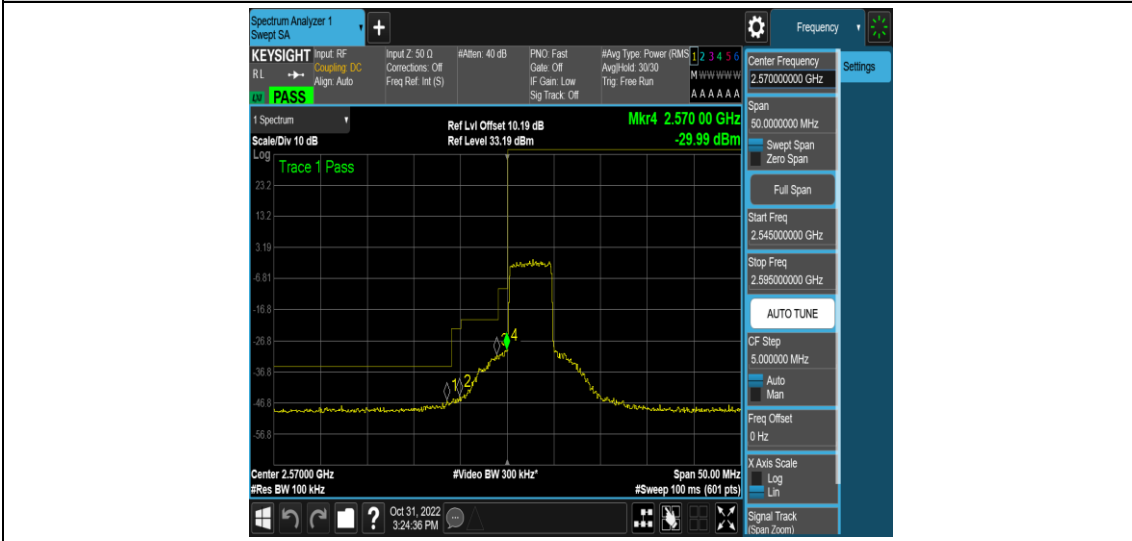 Spectrum Analyzer 1
Swept SA
+
Frequency
KEYSIGHT Input: RF Input Z: 50 Ω #Atten: 40 dB PNO: Fast #Avg Type: Power (RMS 1 2 3 4 5 6
RL Coupling: DC Corrections: Off Gate: Off Avg|Hold: 30/30 M W W W W W
Align: Auto Freq Ref: Int (S) IF Gain: Low Trig: Free Run
Sig Track: Off A A A A A A
PASS
1 Spectrum
Ref Lvl Offset 10.19 dB Mkr4 2.570 00 GHz
Scale/Div 10 dB Ref Level 33.19 dBm -29.99 dBm
Log
Trace 1 Pass
23.2
13.2
3.19
-6.81
-16.8
-26.8
-36.8
-46.8
-56.8
1
2
3
4
Center 2.57000 GHz #Video BW 300 kHz* Span 50.00 MHz
#Res BW 100 kHz #Sweep 100 ms (601 pts)
?
Oct 31, 2022
3:24:36 PM
Center Frequency
2.570000000 GHz
Settings
Span
50.0000000 MHz
Swept Span
Zero Span
Full Span
Start Freq
2.545000000 GHz
Stop Freq
2.595000000 GHz
AUTO TUNE
CF Step
5.000000 MHz
Auto
Man
Freq Offset
0 Hz
X Axis Scale
Log
Lin
Signal Track
(Span Zoom)